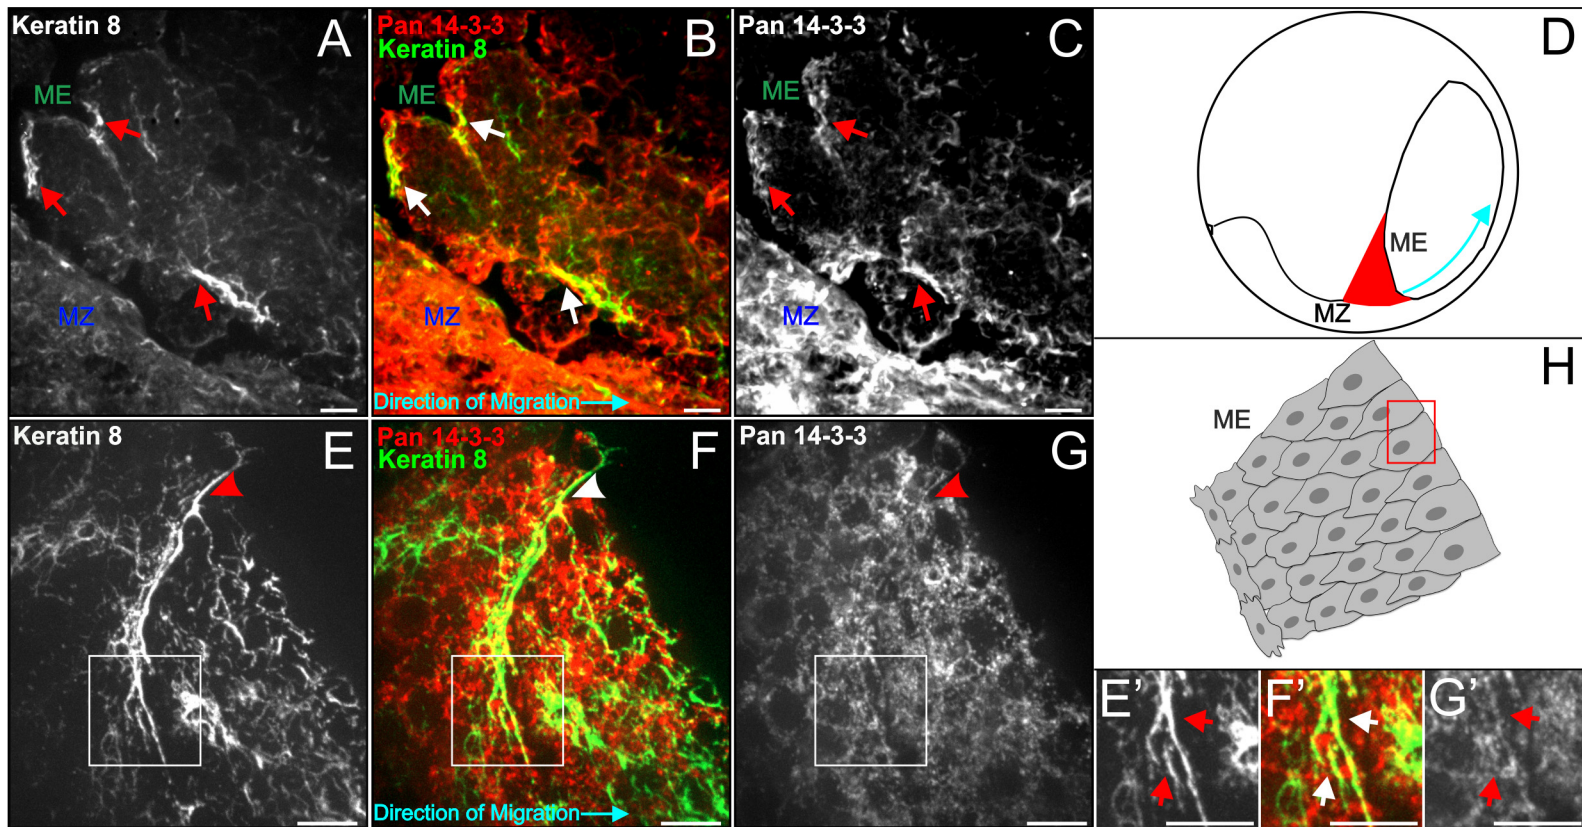 Keratin 8
A
ME
MZ
Pan 14-3-3
Keratin 8
B
ME
MZ
Direction of Migration
Pan 14-3-3
C
ME
MZ
D
ME
MZ
Keratin 8
E
Pan 14-3-3
Keratin 8
F
Direction of Migration
Pan 14-3-3
G
H
ME
E’
F’
G’